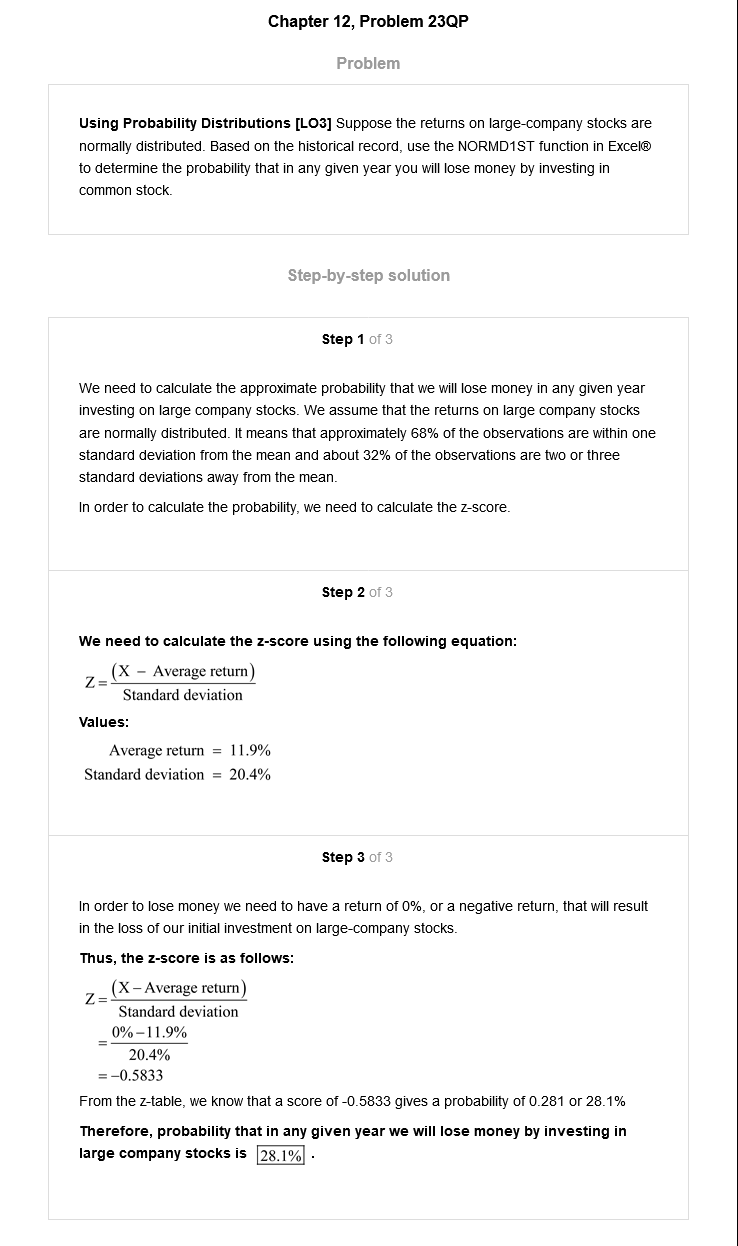 Chapter 12, Problem 23QP
Problem
Using Probability Distributions [LO3] Suppose the returns on large-company stocks are
normally distributed. Based on the historical record, use the NORMD1ST function in Excel®
to determine the probability that in any given year you will lose money by investing in
common stock.
Step-by-step solution
Step 1 of 3
We need to calculate the approximate probability that we will lose money in any given year
investing on large company stocks. We assume that the returns on large company stocks
are normally distributed. It means that approximately 68% of the observations are within one
standard deviation from the mean and about 32% of the observations are two or three
standard deviations away from the mean.
In order to calculate the probability, we need to calculate the z-score.
Step 2 of 3
We need to calculate the z-score using the following equation:
Z = (X − Average return) / Standard deviation
Values:
Average return = 11.9%
Standard deviation = 20.4%
Step 3 of 3
In order to lose money we need to have a return of 0%, or a negative return, that will result
in the loss of our initial investment on large-company stocks.
Thus, the z-score is as follows:
Z = (X − Average return) / Standard deviation
= 0% − 11.9% / 20.4%
= −0.5833
From the z-table, we know that a score of -0.5833 gives a probability of 0.281 or 28.1%
Therefore, probability that in any given year we will lose money by investing in
large company stocks is 28.1% .